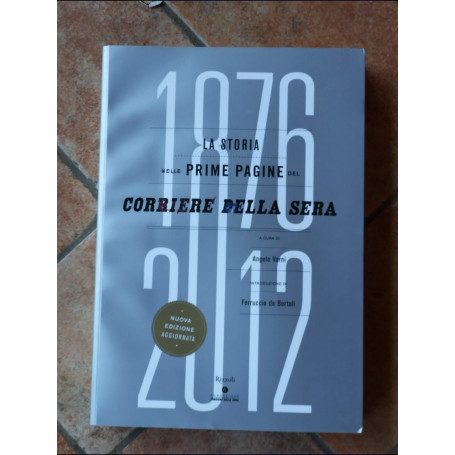 1876
LA STORIA
NELLE PRIME PAGINE DEL
CORRIERE DELLA SERA
A CURA DI
Angelo Varni
INTRODUZIONE DI
Ferruccio de Bortoli
2012
NUOVA
EDIZIONE
AGGIORNATA
Rizzoli